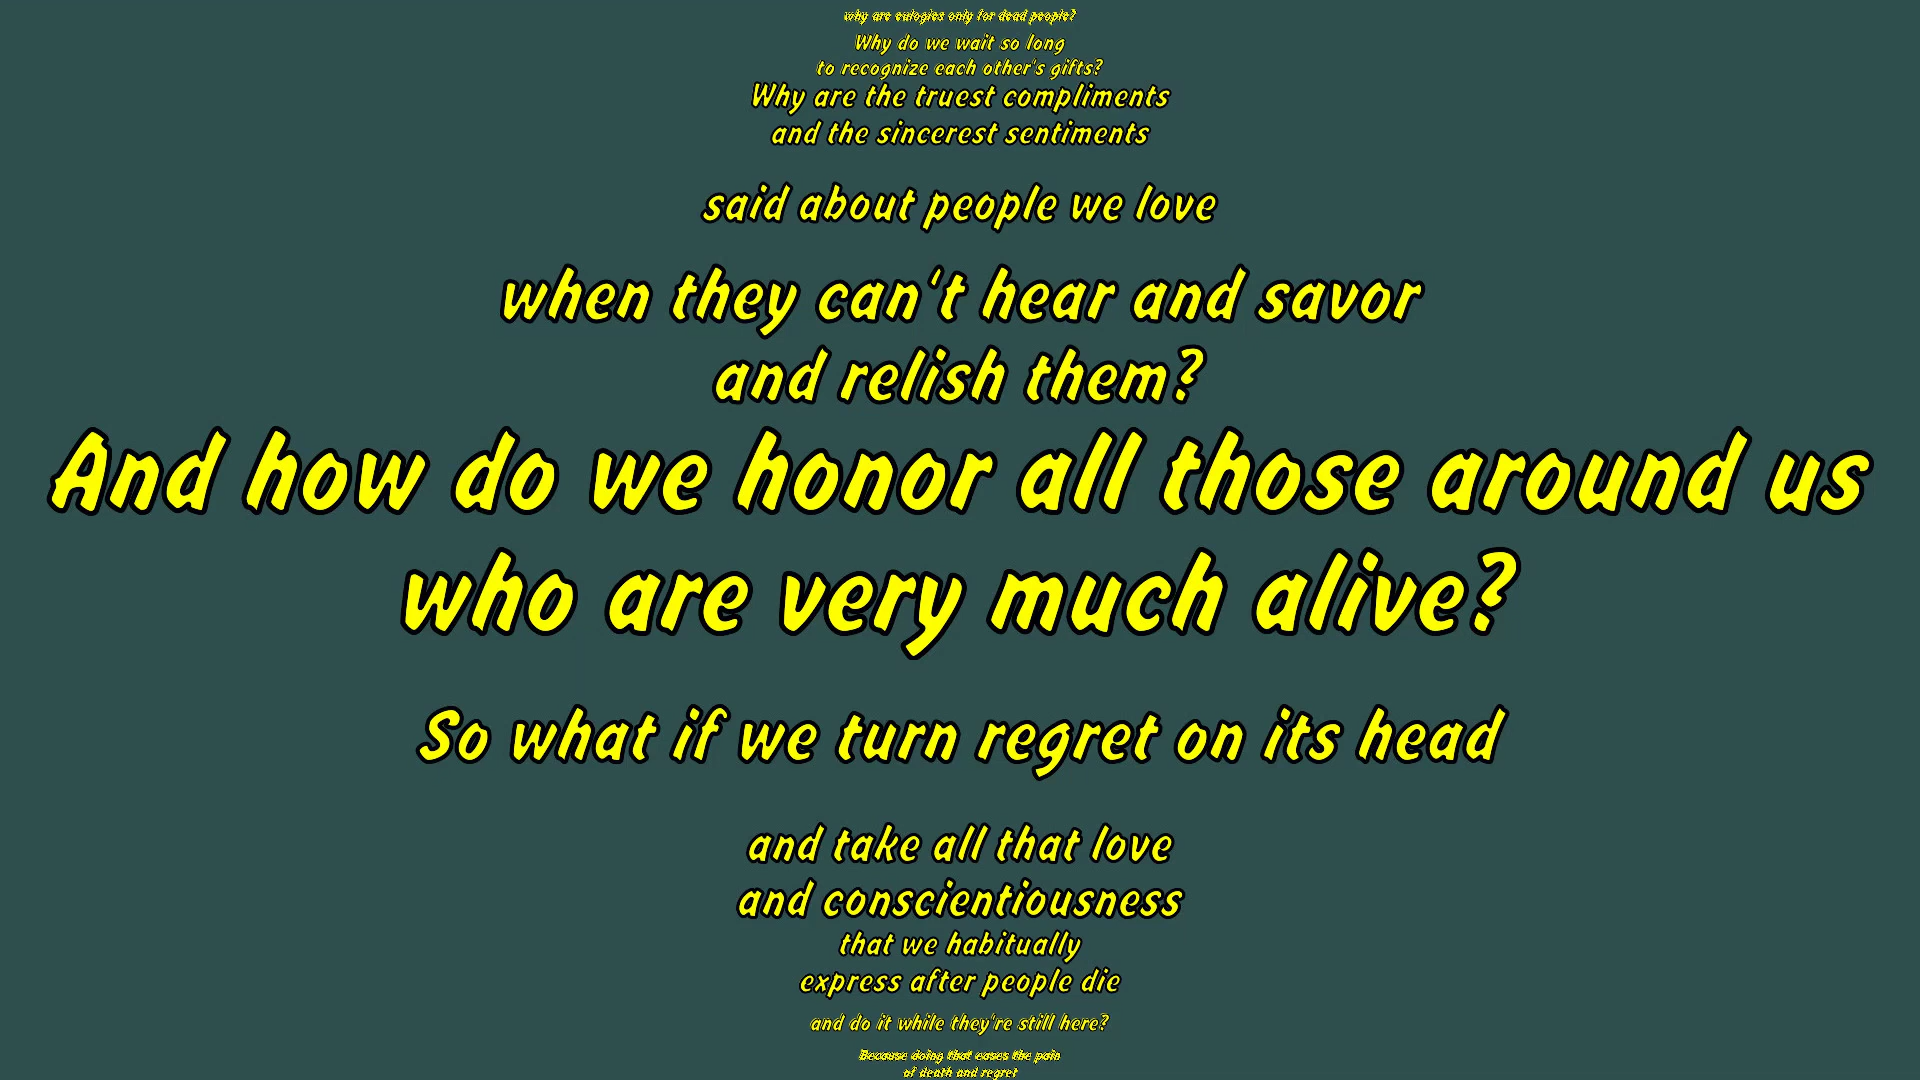 why are eulogies only for dead people?
Why do we wait so long
to recognize each other's gifts?
Why are the truest compliments
and the sincerest sentiments
said about people we love
when they can't hear and savor
and relish them?
And how do we honor all those around us
who are very much alive?
So what if we turn regret on its head
and take all that love
and conscientiousness
that we habitually
express after people die
and do it while they're still here?
Because doing that eases the pain
of death and regret